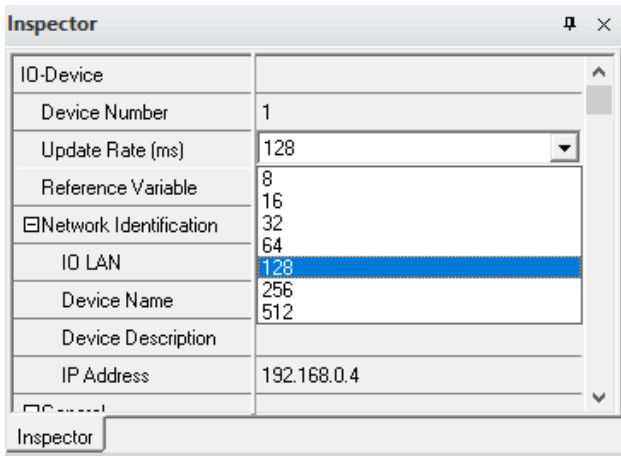 Inspector
IO-Device
Device Number 1
Update Rate (ms) 128
Reference Variable
8
16
32
64
128
256
512
Network Identification
IO LAN
Device Name
Device Description
IP Address 192.168.0.4
Inspector